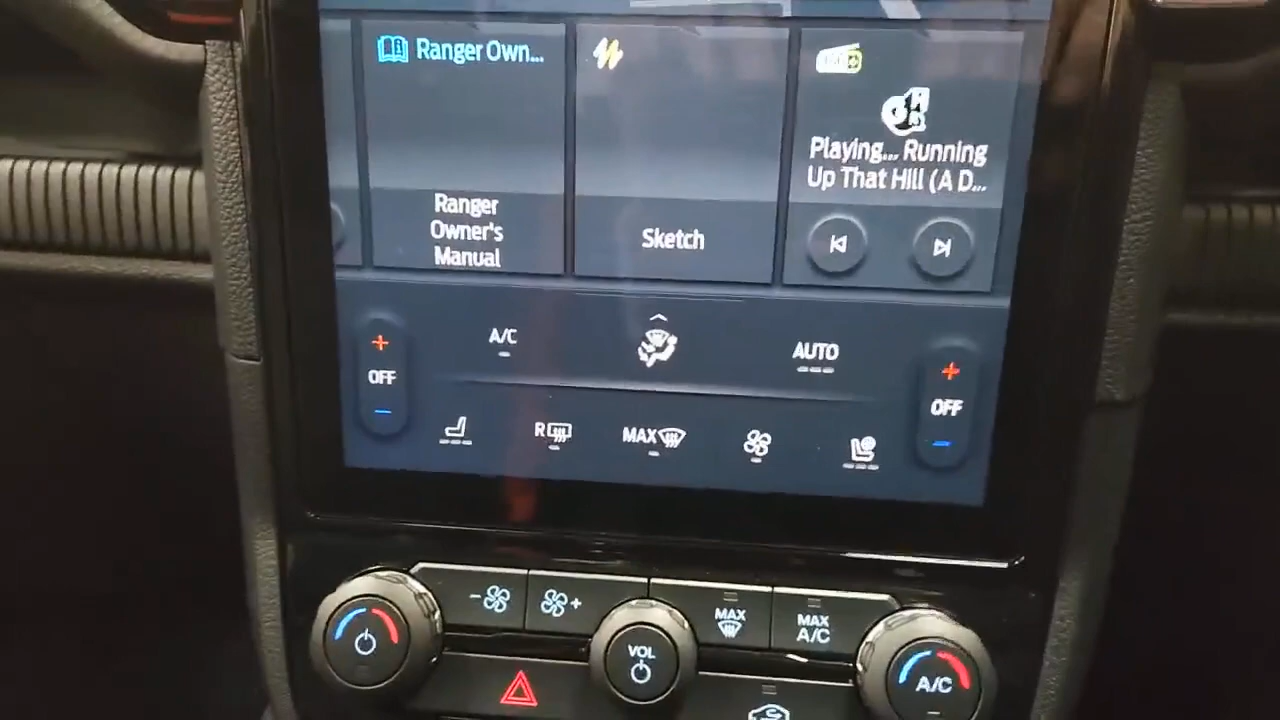 Ranger Own...
Playing... Running
Up That Hill (A D...
Ranger
Owner's
Manual
Sketch
A/C
AUTO
OFF
OFF
R
MAX
MAX
MAX
A/C
VOL
A/C